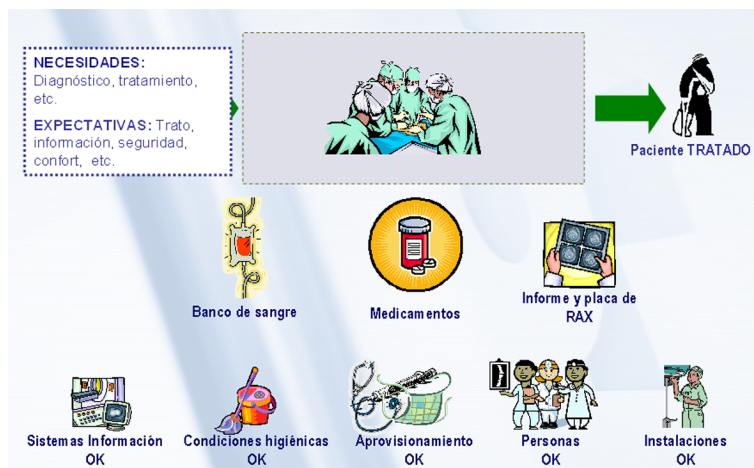 NECESIDADES:
Diagnóstico, tratamiento,
etc.
EXPECTATIVAS: Trato,
información, seguridad,
confort, etc.
Paciente TRATADO
Banco de sangre
Medicamentos
Informe y placa de
RAX
Sistemas Información
OK
Condiciones higiénicas
OK
Aprovisionamiento
OK
Personas
OK
Instalaciones
OK